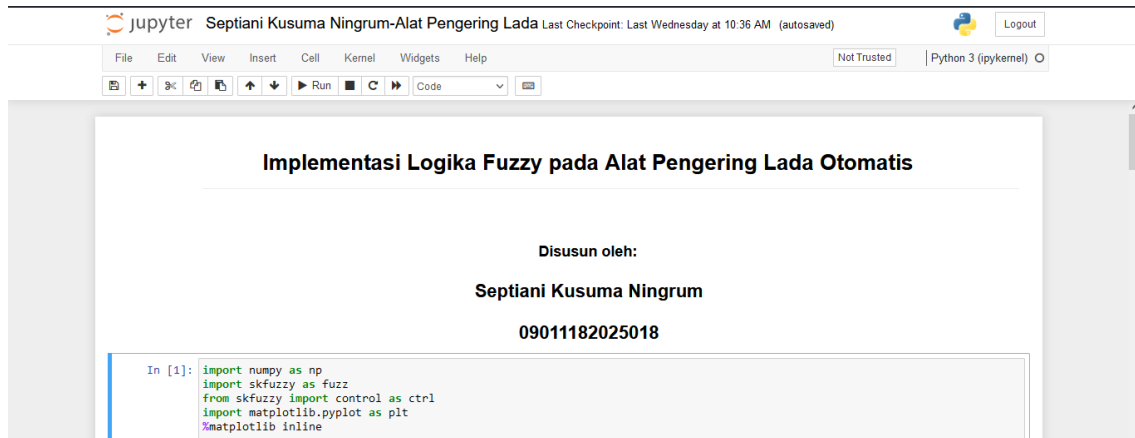 jupyter Septiani Kusuma Ningrum-Alat Pengering Lada Last Checkpoint: Last Wednesday at 10:36 AM (autosaved) Logout
File Edit View Insert Cell Kernel Widgets Help Not Trusted Python 3 (ipykernel)
Run Code
Implementasi Logika Fuzzy pada Alat Pengering Lada Otomatis
Disusun oleh:
Septiani Kusuma Ningrum
09011182025018
In [1]: import numpy as np
import skfuzzy as fuzz
from skfuzzy import control as ctrl
import matplotlib.pyplot as plt
%matplotlib inline